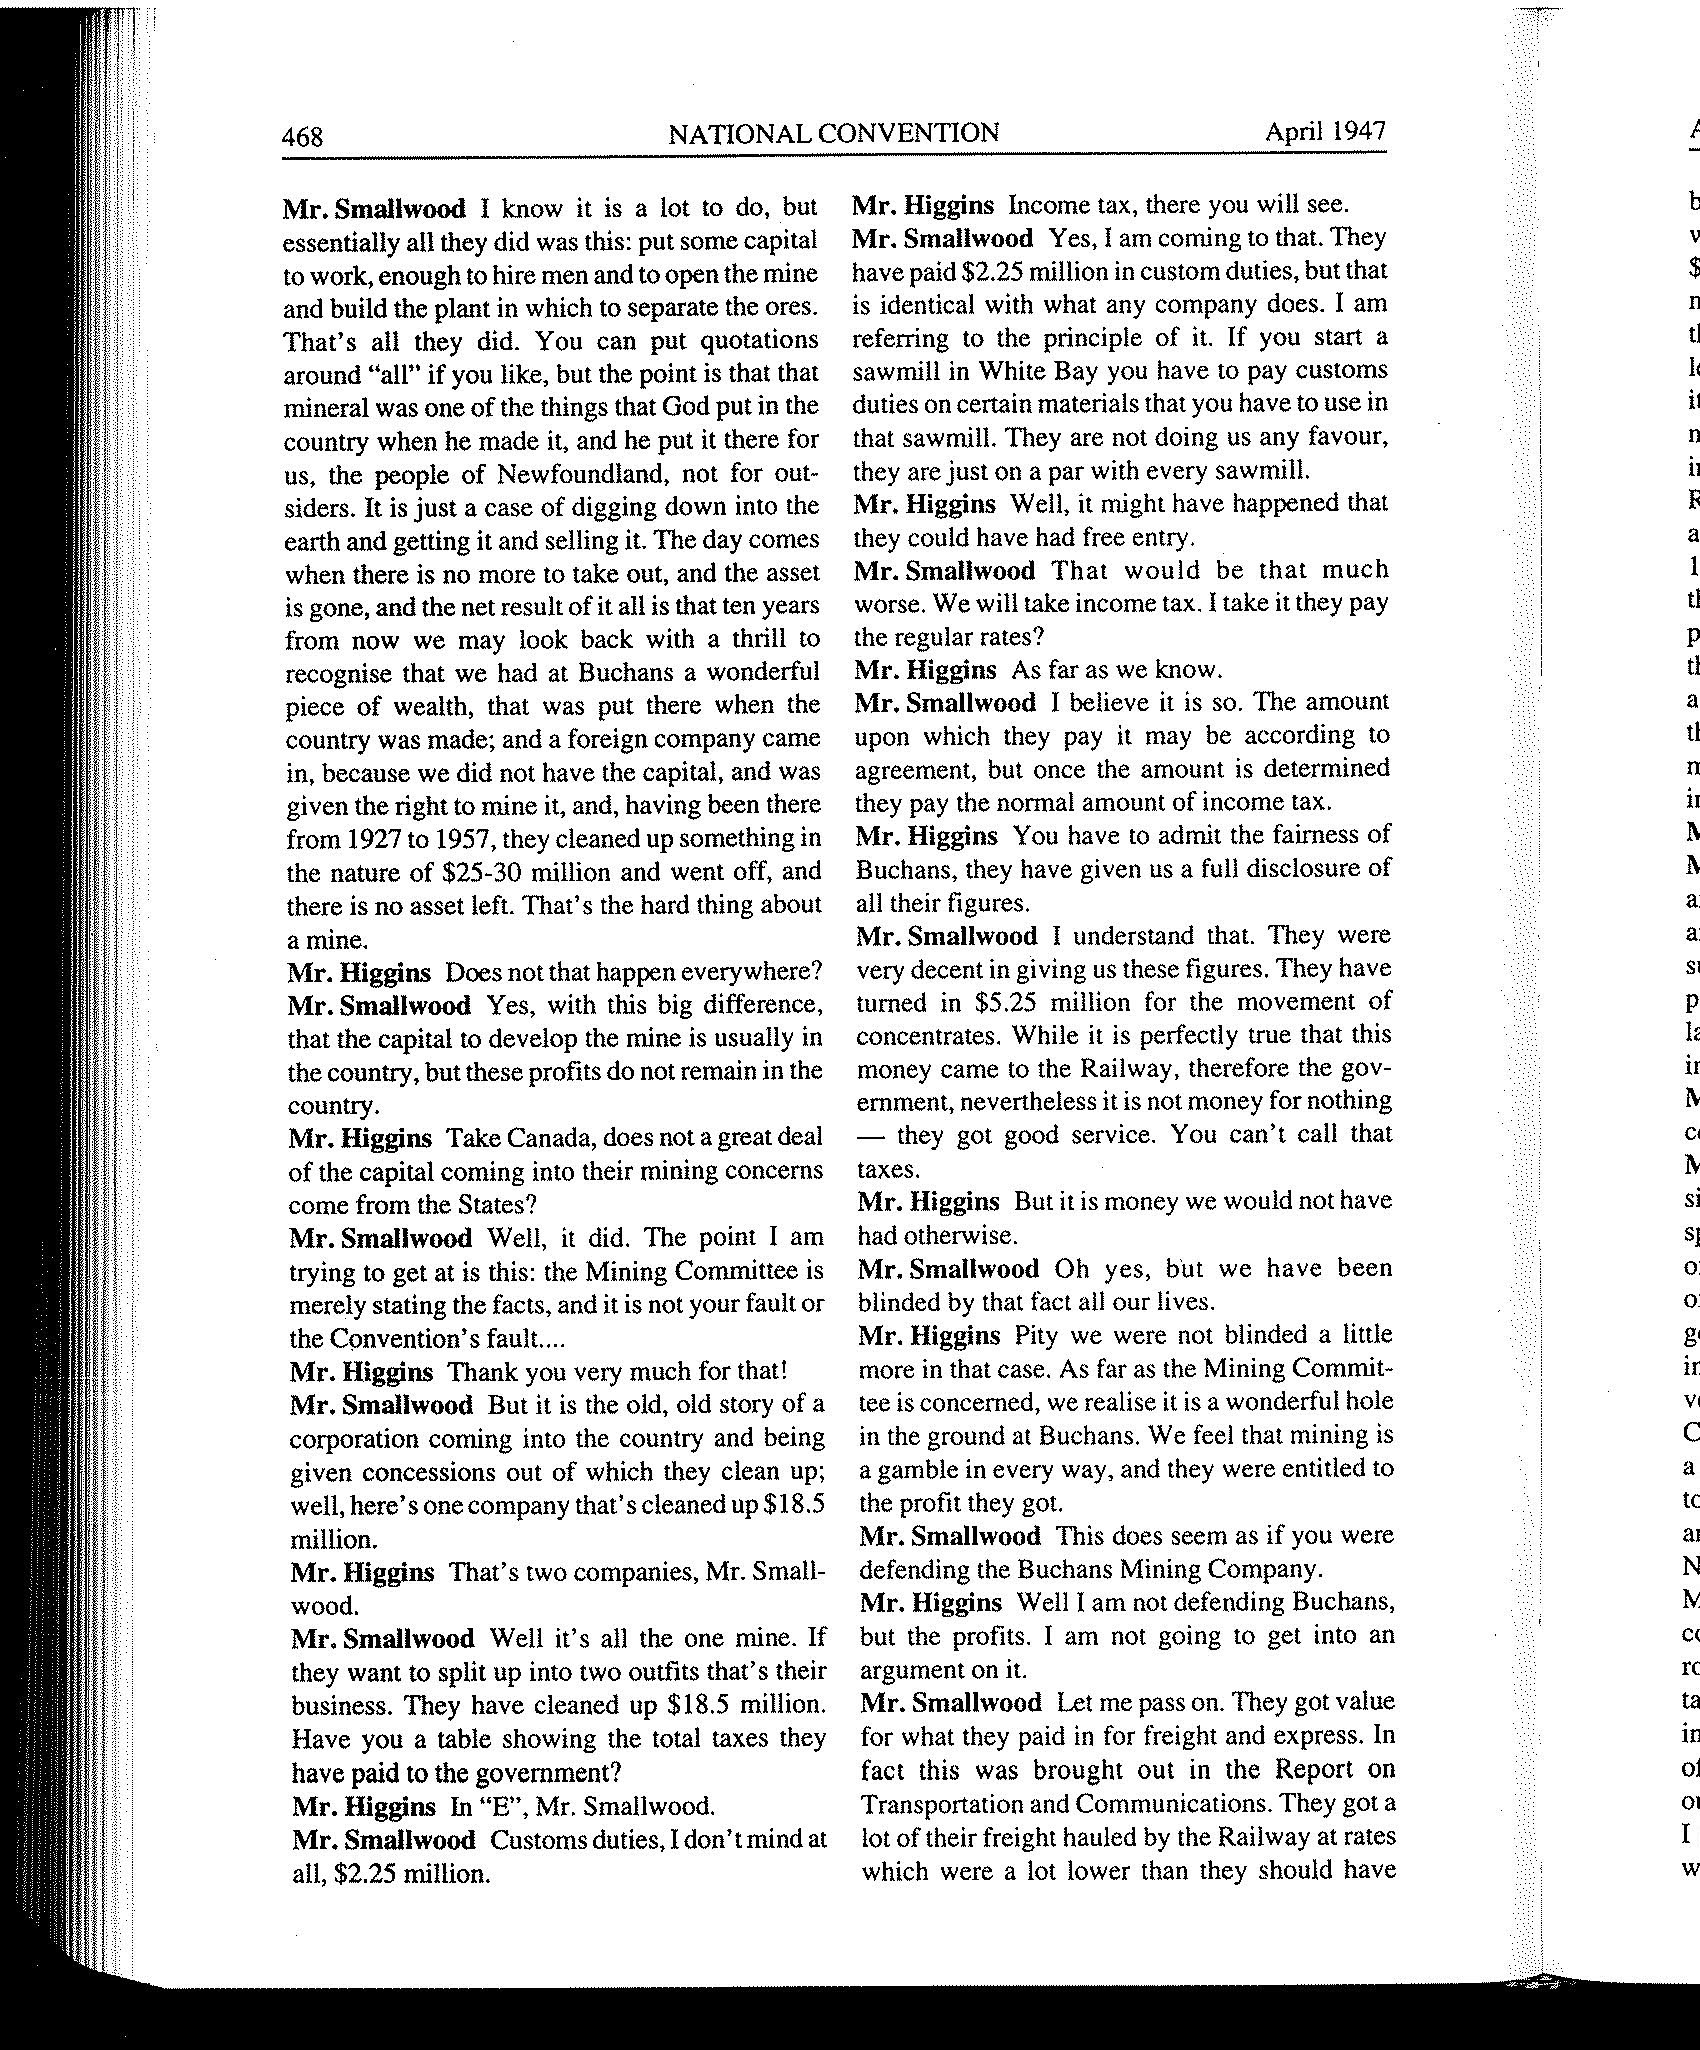 468
NATIONAL CONVENTION
April 1947
Mr. Smallwood I know it is a lot to do, but
essentially all they did was this: put some capital
to work, enough to hire men and to open the mine
and build the plant in which to separate the ores.
That's all they did. You can put quotations
around “all” if you like, but the point is that that
mineral was one of the things that God put in the
country when he made it, and he put it there for
us, the people of Newfoundland, not for out-
siders. It is just a case of digging down into the
earth and getting it and selling it. The day comes
when there is no more to take out, and the asset
is gone, and the net result of it all is that ten years
from now we may look back with a thrill to
recognise that we had at Buchans a wonderful
piece of wealth, that was put there when the
country was made; and a foreign company came
in, because we did not have the capital, and was
given the right to mine it, and, having been there
from 1927 to 1957, they cleaned up something in
the nature of $25-30 million and went off, and
there is no asset left. That's the hard thing about
a mine.
Mr. Higgins Does not that happen everywhere?
Mr. Smallwood Yes, with this big difference,
that the capital to develop the mine is usually in
the country, but these profits do not remain in the
country.
Mr. Higgins Take Canada, does not a great deal
of the capital coming into their mining concerns
come from the States?
Mr. Smallwood Well, it did. The point I am
trying to get at is this: the Mining Committee is
merely stating the facts, and it is not your fault or
the Convention's fault....
Mr. Higgins Thank you very much for that!
Mr. Smallwood But it is the old, old story of a
corporation coming into the country and being
given concessions out of which they clean up;
well, here's one company that's cleaned up $18.5
million.
Mr. Higgins That's two companies, Mr. Small-
wood.
Mr. Smallwood Well it's all the one mine. If
they want to split up into two outfits that's their
business. They have cleaned up $18.5 million.
Have you a table showing the total taxes they
have paid to the government?
Mr. Higgins In “E”, Mr. Smallwood.
Mr. Smallwood Customs duties, I don't mind at
all, $2.25 million.
Mr. Higgins Income tax, there you will see.
Mr. Smallwood Yes, I am coming to that. They
have paid $2.25 million in custom duties, but that
is identical with what any company does. I am
referring to the principle of it. If you start a
sawmill in White Bay you have to pay customs
duties on certain materials that you have to use in
that sawmill. They are not doing us any favour,
they are just on a par with every sawmill.
Mr. Higgins Well, it might have happened that
they could have had free entry.
Mr. Smallwood That would be that much
worse. We will take income tax. I take it they pay
the regular rates?
Mr. Higgins As far as we know.
Mr. Smallwood I believe it is so. The amount
upon which they pay it may be according to
agreement, but once the amount is determined
they pay the normal amount of income tax.
Mr. Higgins You have to admit the fairness of
Buchans, they have given us a full disclosure of
all their figures.
Mr. Smallwood I understand that. They were
very decent in giving us these figures. They have
turned in $5.25 million for the movement of
concentrates. While it is perfectly true that this
money came to the Railway, therefore the gov-
ernment, nevertheless it is not money for nothing
— they got good service. You can't call that
taxes.
Mr. Higgins But it is money we would not have
had otherwise.
Mr. Smallwood Oh yes, but we have been
blinded by that fact all our lives.
Mr. Higgins Pity we were not blinded a little
more in that case. As far as the Mining Commit-
tee is concerned, we realise it is a wonderful hole
in the ground at Buchans. We feel that mining is
a gamble in every way, and they were entitled to
the profit they got.
Mr. Smallwood This does seem as if you were
defending the Buchans Mining Company.
Mr. Higgins Well I am not defending Buchans,
but the profits. I am not going to get into an
argument on it.
Mr. Smallwood Let me pass on. They got value
for what they paid in for freight and express. In
fact this was brought out in the Report on
Transportation and Communications. They got a
lot of their freight hauled by the Railway at rates
which were a lot lower than they should have